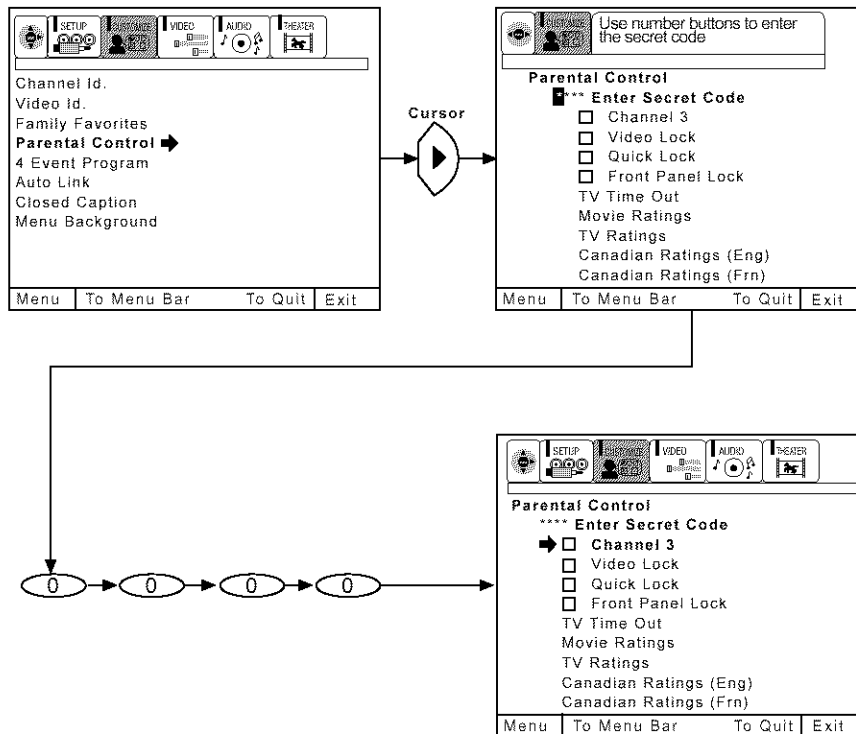 SETUP
CUSTOMIZE
VIDEO
AUDIO
THEATER
Channel Id.
Video Id.
Family Favorites
Parental Control
4 Event Program
Auto Link
Closed Caption
Menu Background
Menu To Menu Bar To Quit Exit
Cursor
CUSTOMIZE
Use number buttons to enter
the secret code
Parental Control
**** Enter Secret Code
Channel 3
Video Lock
Quick Lock
Front Panel Lock
TV Time Out
Movie Ratings
TV Ratings
Canadian Ratings (Eng)
Canadian Ratings (Frn)
Menu To Menu Bar To Quit Exit
0 0 0 0
SETUP
CUSTOMIZE
VIDEO
AUDIO
THEATER
Parental Control
**** Enter Secret Code
Channel 3
Video Lock
Quick Lock
Front Panel Lock
TV Time Out
Movie Ratings
TV Ratings
Canadian Ratings (Eng)
Canadian Ratings (Frn)
Menu To Menu Bar To Quit Exit